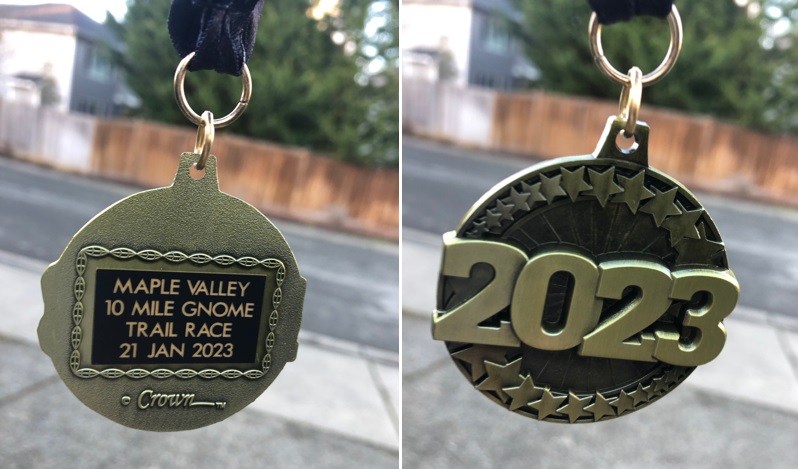 MAPLE VALLEY
10 MILE GNOME
TRAIL RACE
21 JAN 2023
© Crown™
2023